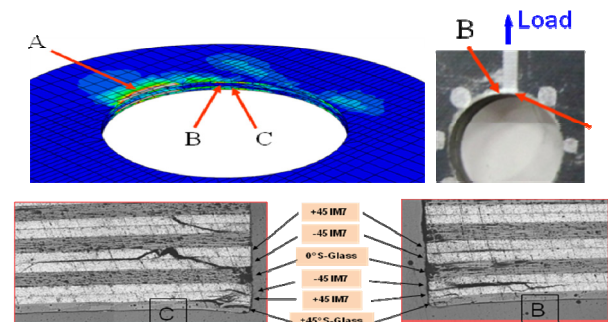 A
B
C
B
Load
+45 IM7
-45 IM7
0° S-Glass
-45 IM7
+45 IM7
+45°S-Glass
C
B